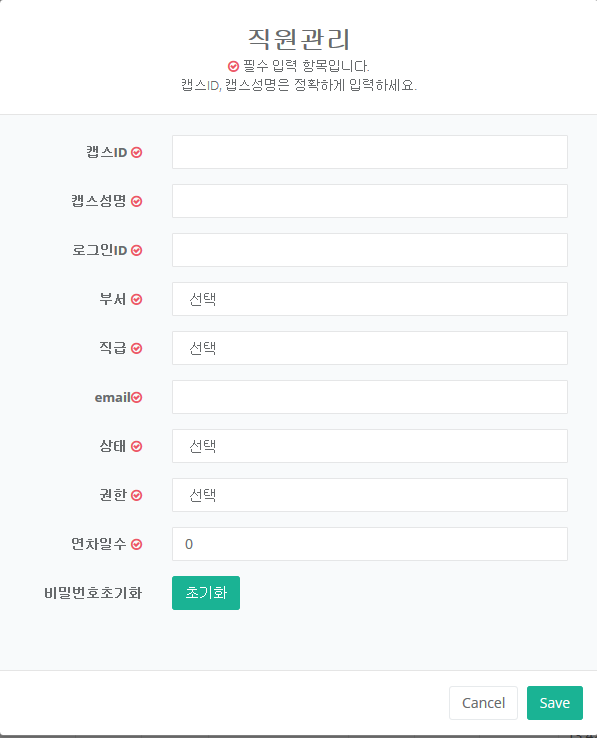 직원관리
필수 입력 항목입니다.
캡스ID, 캡스성명은 정확하게 입력하세요.
캡스ID
캡스성명
로그인ID
부서 선택
직급 선택
email
상태 선택
권한 선택
연차일수 0
비밀번호초기화 초기화
Cancel Save